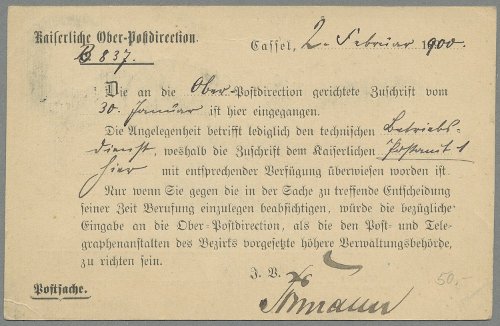 Kaiserliche Ober-Postdirection.
B 837.
Cassel, 2. Februar 1900.
Die an die Ober-Postdirection gerichtete Zuschrift vom
30. Januar ist hier eingegangen.
Die Angelegenheit betrifft lediglich den technischen Betriebs-
dienst, weshalb die Zuschrift dem Kaiserlichen Postamt 1
hier mit entsprechender Verfügung überwiesen worden ist.
Nur wenn Sie gegen die in der Sache zu treffende Entscheidung
seiner Zeit Berufung einzulegen beabsichtigen, würde die bezügliche
Eingabe an die Ober-Postdirection, als die den Post- und Tele-
graphenanstalten des Bezirks vorgesetzte höhere Verwaltungsbehörde,
zu richten sein.
J. V.
Postsache.
50.-